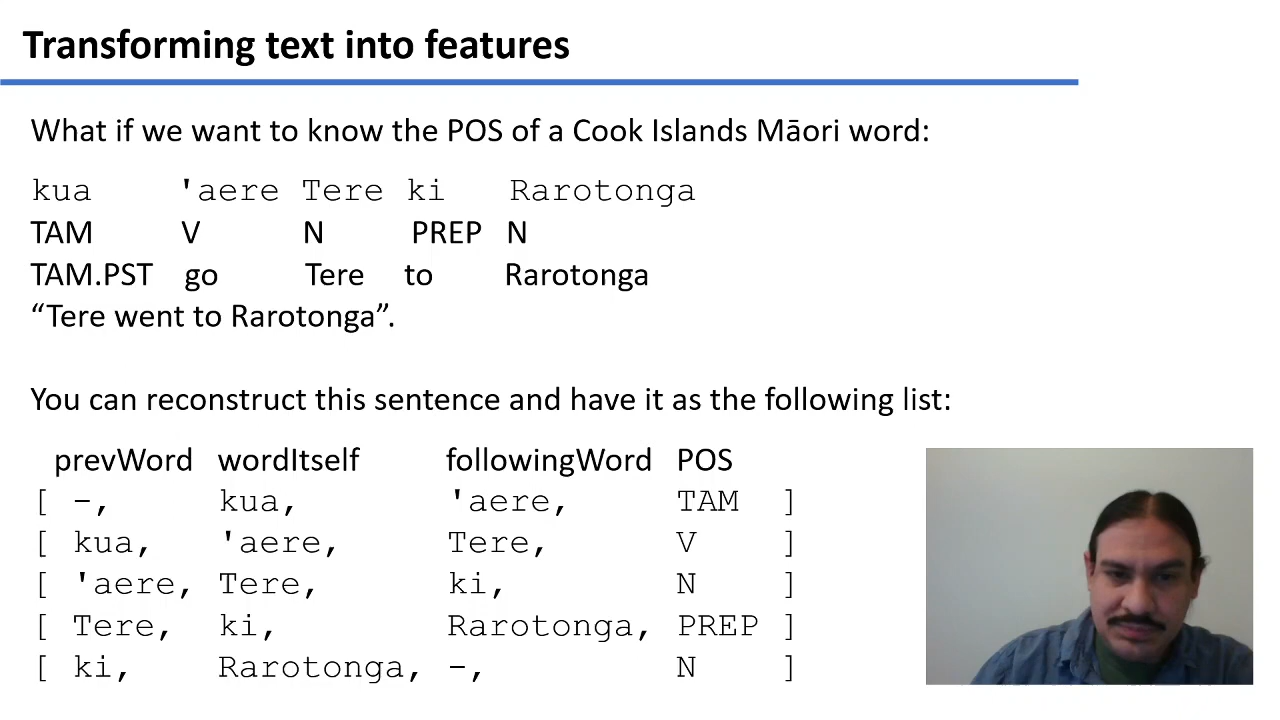 Transforming text into features
What if we want to know the POS of a Cook Islands Māori word:
kua 'aere Tere ki Rarotonga
TAM V N PREP N
TAM.PST go Tere to Rarotonga
“Tere went to Rarotonga”.
You can reconstruct this sentence and have it as the following list:
prevWord wordItself followingWord POS
[ -, kua, 'aere, TAM ]
[ kua, 'aere, Tere, V ]
[ 'aere, Tere, ki, N ]
[ Tere, ki, Rarotonga, PREP ]
[ ki, Rarotonga, -, N ]